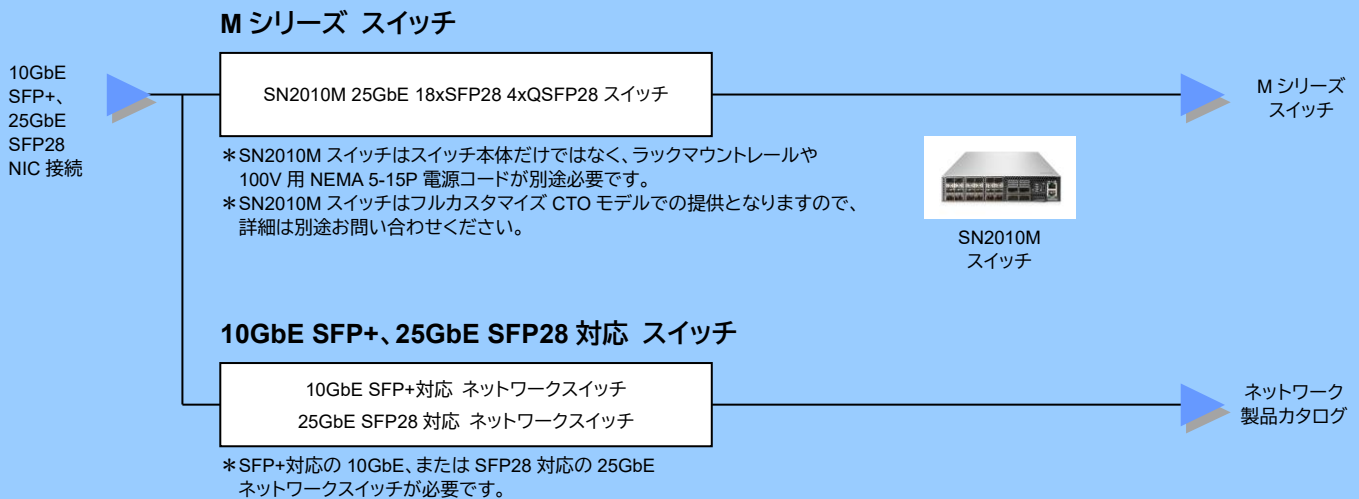 M シリーズ スイッチ
10GbE
SFP+、
25GbE
SFP28
NIC 接続
SN2010M 25GbE 18xSFP28 4xQSFP28 スイッチ
M シリーズ
スイッチ
＊SN2010M スイッチはスイッチ本体だけではなく、ラックマウントレールや
100V 用 NEMA 5-15P 電源コードが別途必要です。
＊SN2010M スイッチはフルカスタマイズ CTO モデルでの提供となりますので、
詳細は別途お問い合わせください。
SN2010M
スイッチ
10GbE SFP+、25GbE SFP28 対応 スイッチ
10GbE SFP+対応 ネットワークスイッチ
25GbE SFP28 対応 ネットワークスイッチ
ネットワーク
製品カタログ
＊SFP+対応の 10GbE、または SFP28 対応の 25GbE
ネットワークスイッチが必要です。